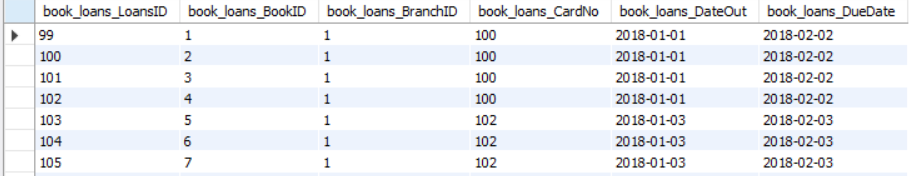 book_loans_LoansID book_loans_BookID book_loans_BranchID book_loans_CardNo book_loans_DateOut book_loans_DueDate
99 1 1 100 2018-01-01 2018-02-02
100 2 1 100 2018-01-01 2018-02-02
101 3 1 100 2018-01-01 2018-02-02
102 4 1 100 2018-01-01 2018-02-02
103 5 1 102 2018-01-03 2018-02-03
104 6 1 102 2018-01-03 2018-02-03
105 7 1 102 2018-01-03 2018-02-03